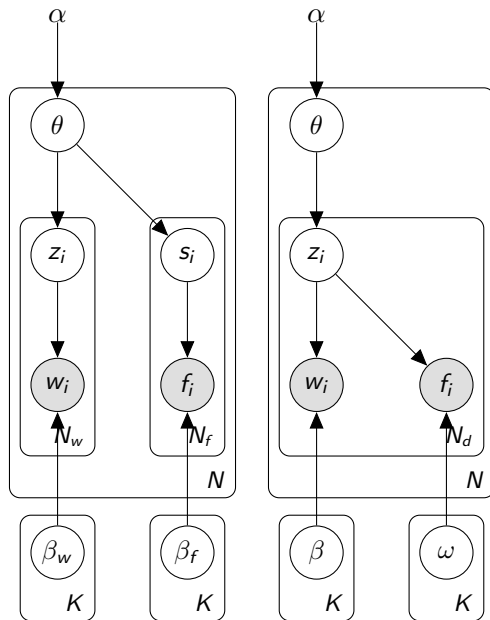 α α
θ θ
z_i s_i z_i
w_i f_i w_i f_i
N_w N_f N_d
N N
β_w β_f β ω
K K K K